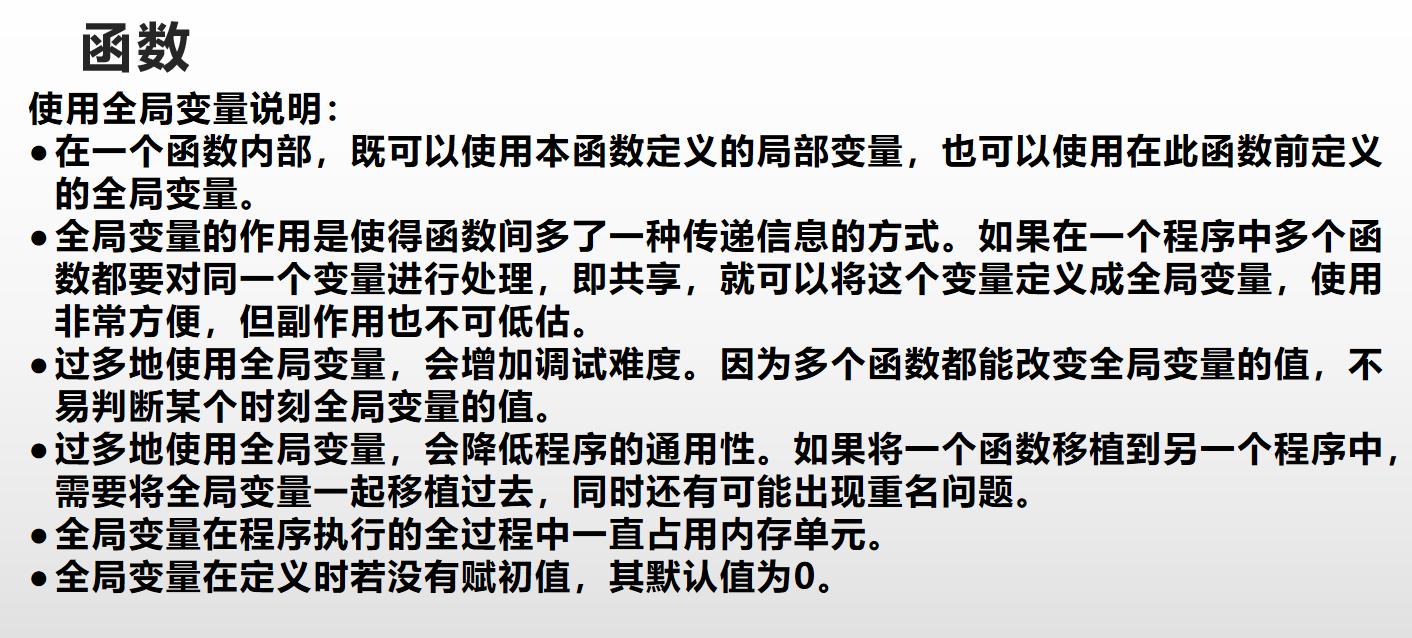 函数
使用全局变量说明：
●在一个函数内部，既可以使用本函数定义的局部变量，也可以使用在此函数前定义
的全局变量。
●全局变量的作用是使得函数间多了一种传递信息的方式。如果在一个程序中多个函
数都要对同一个变量进行处理，即共享，就可以将这个变量定义成全局变量，使用
非常方便，但副作用也不可低估。
●过多地使用全局变量，会增加调试难度。因为多个函数都能改变全局变量的值，不
易判断某个时刻全局变量的值。
●过多地使用全局变量，会降低程序的通用性。如果将一个函数移植到另一个程序中，
需要将全局变量一起移植过去，同时还有可能出现重名问题。
●全局变量在程序执行的全过程中一直占用内存单元。
●全局变量在定义时若没有赋初值，其默认值为0。